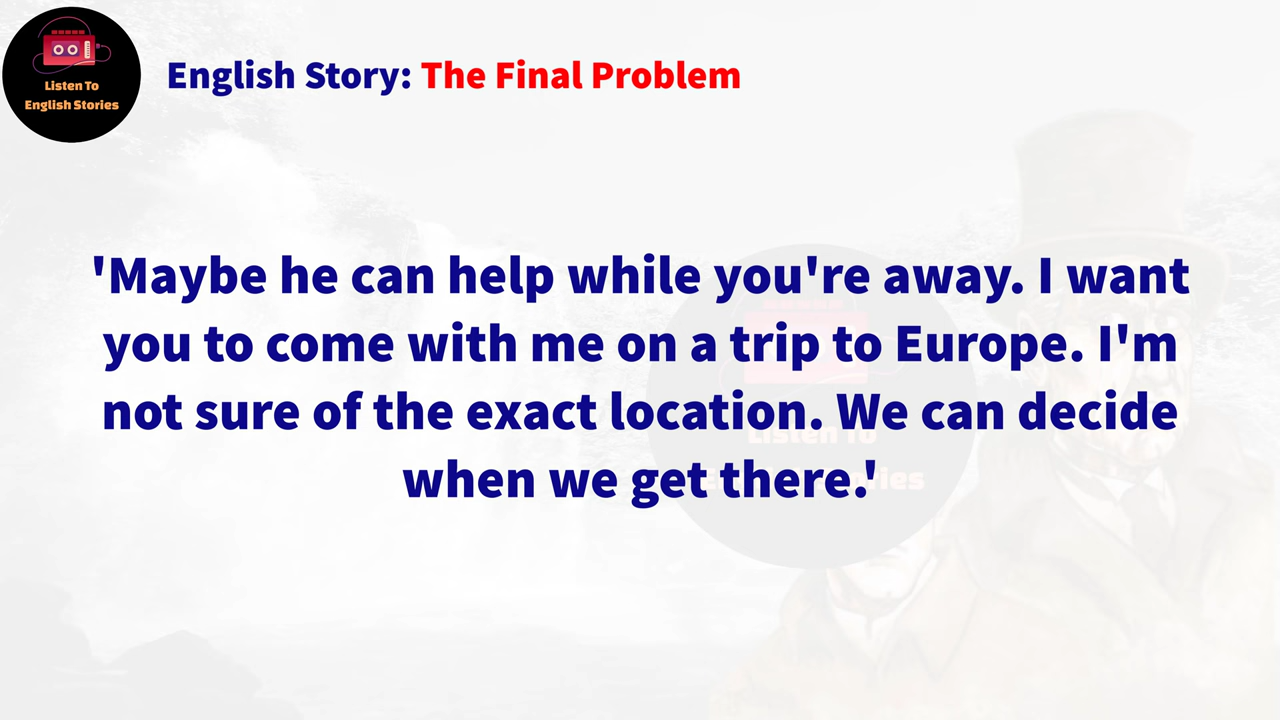 Listen To
English Stories
English Story: The Final Problem
'Maybe he can help while you're away. I want
you to come with me on a trip to Europe. I'm
not sure of the exact location. We can decide
when we get there.'
Listen To